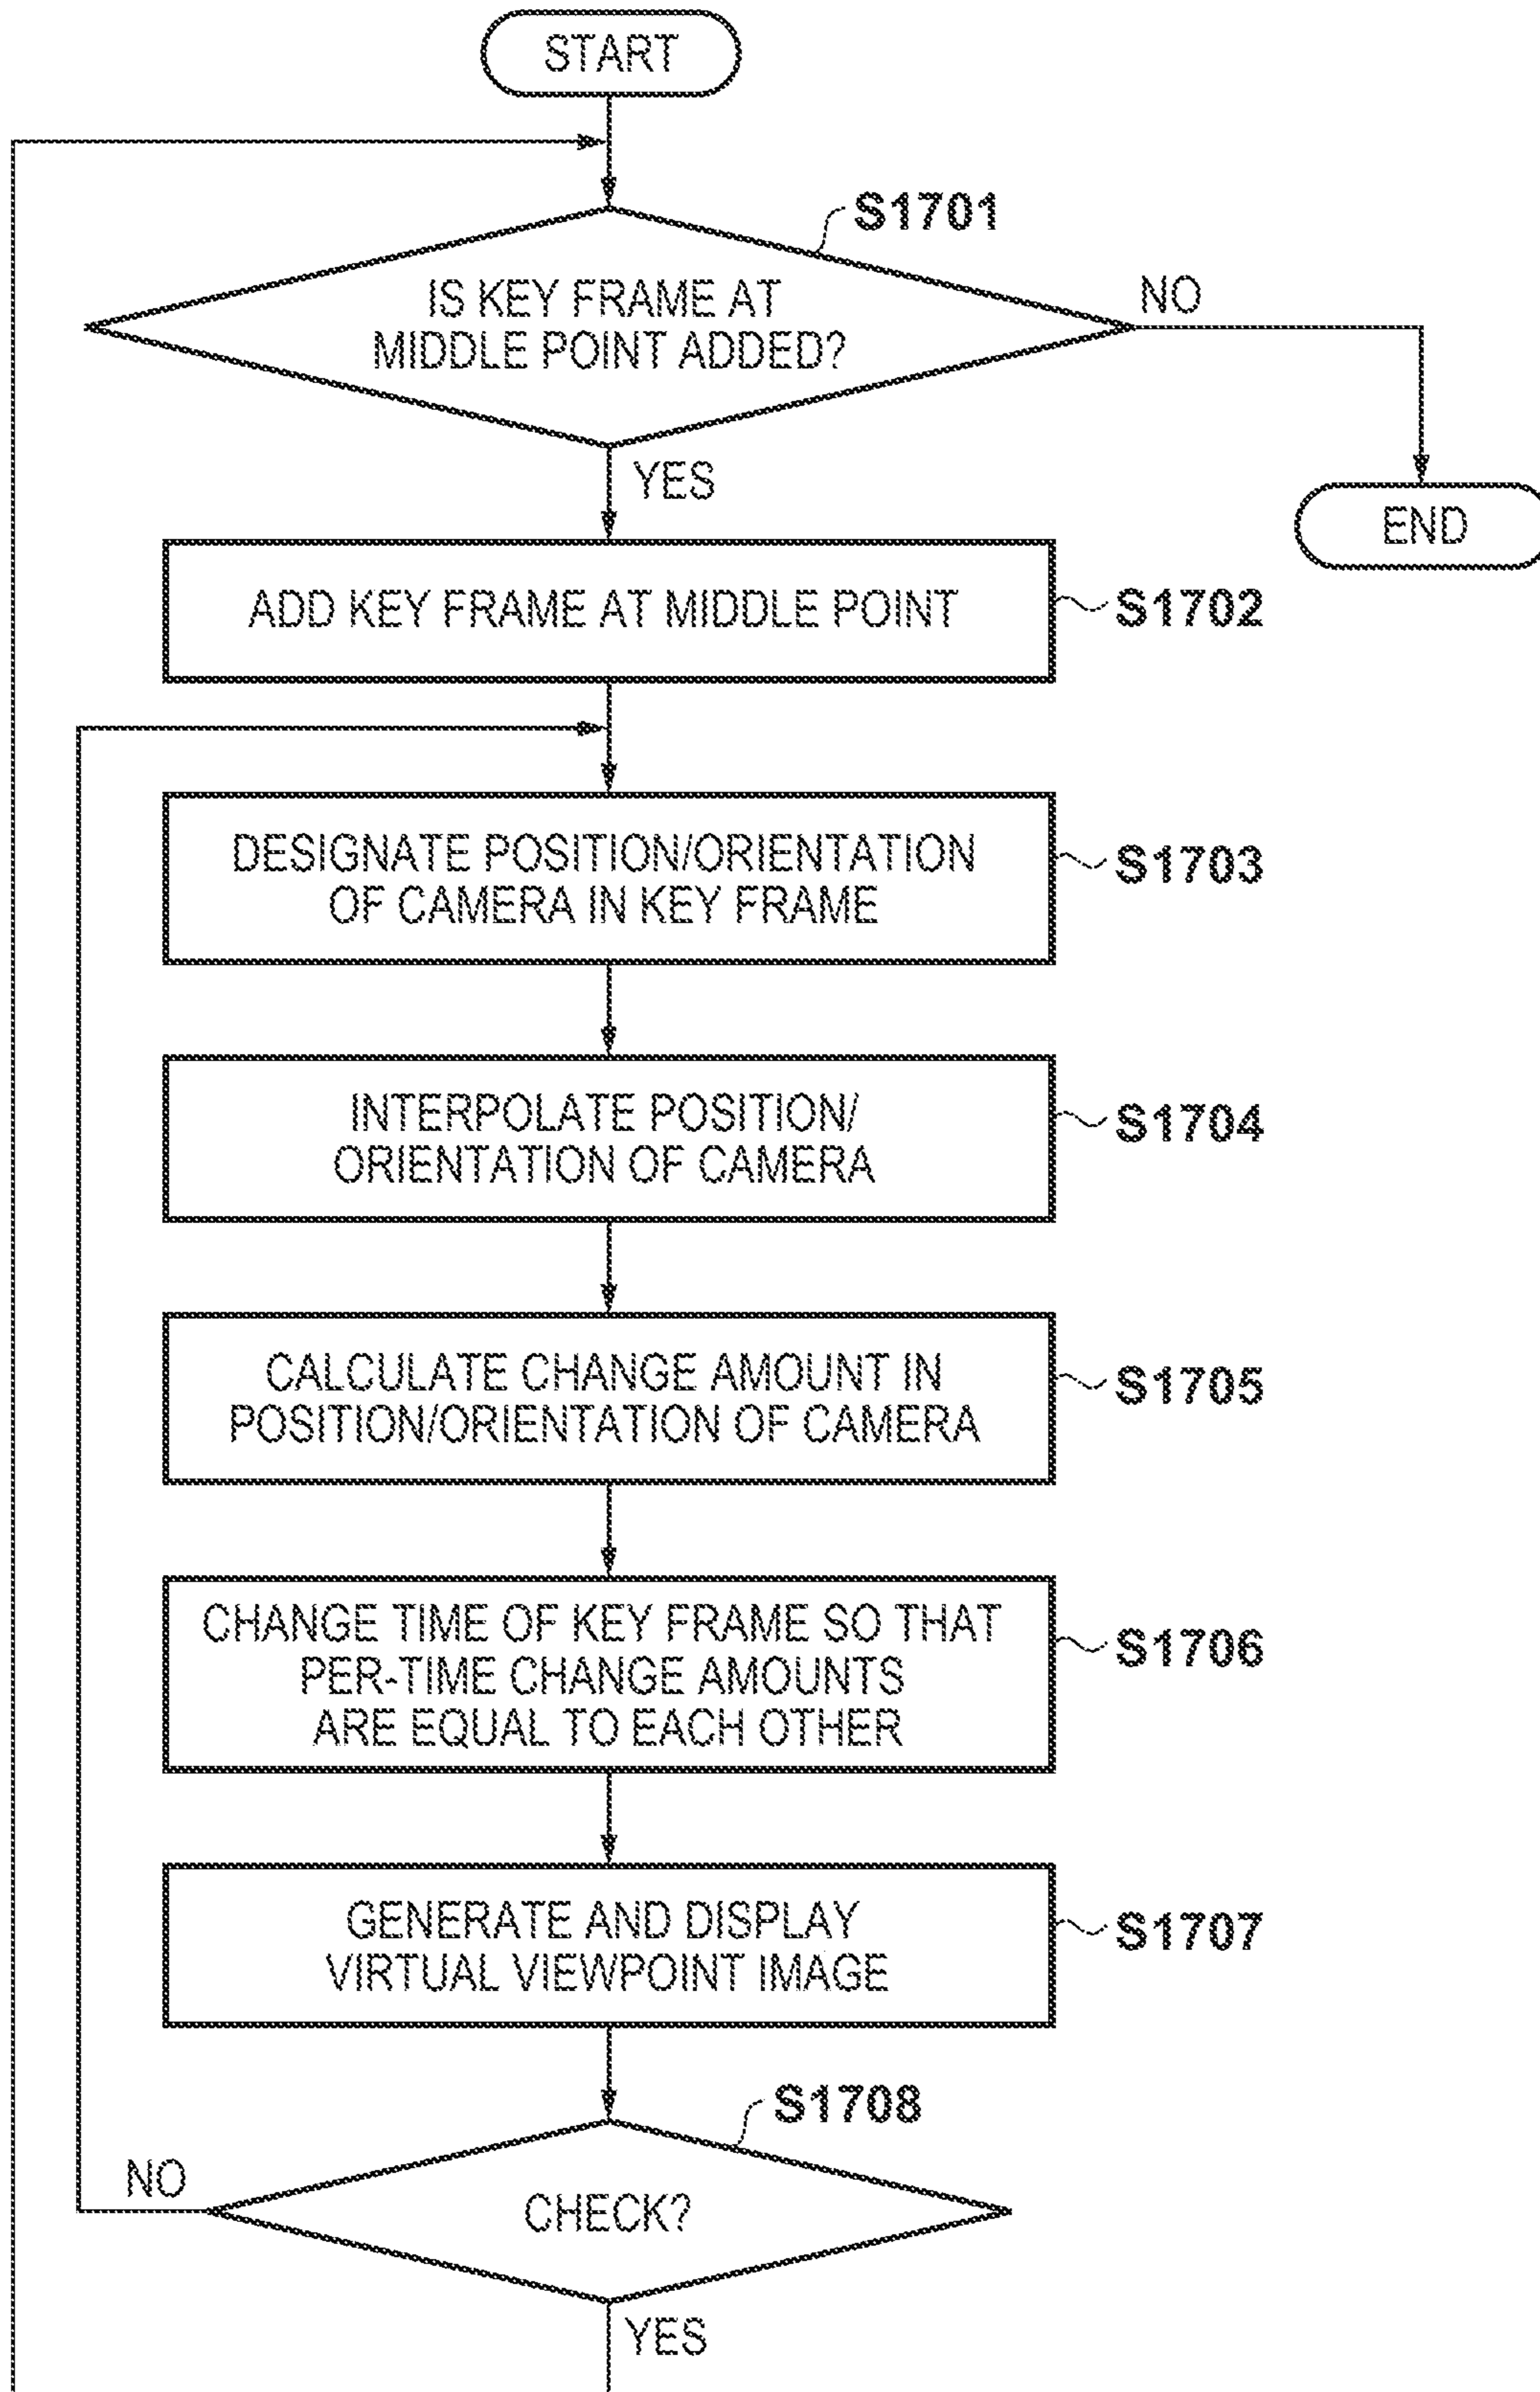 START
S1701
IS KEY FRAME AT
MIDDLE POINT ADDED?
NO
YES
END
ADD KEY FRAME AT MIDDLE POINT
S1702
DESIGNATE POSITION/ORIENTATION
OF CAMERA IN KEY FRAME
S1703
INTERPOLATE POSITION/
ORIENTATION OF CAMERA
S1704
CALCULATE CHANGE AMOUNT IN
POSITION/ORIENTATION OF CAMERA
S1705
CHANGE TIME OF KEY FRAME SO THAT
PER-TIME CHANGE AMOUNTS
ARE EQUAL TO EACH OTHER
S1706
GENERATE AND DISPLAY
VIRTUAL VIEWPOINT IMAGE
S1707
S1708
NO
CHECK?
YES